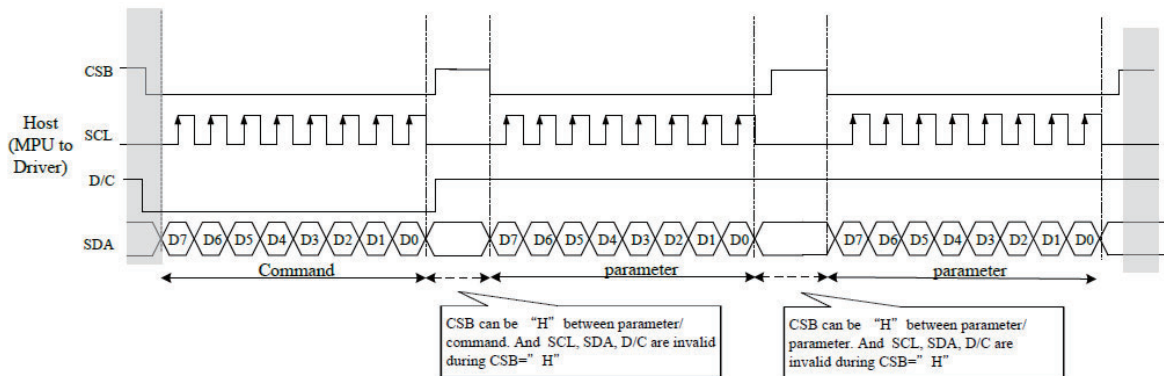 CSB
Host
(MPU to
Driver)
SCL
D/C
SDA
D7 D6 D5 D4 D3 D2 D1 D0
D7 D6 D5 D4 D3 D2 D1 D0
D7 D6 D5 D4 D3 D2 D1 D0
Command
parameter
parameter
CSB can be “H” between parameter/
command. And SCL, SDA, D/C are invalid
during CSB=”H”
CSB can be “H” between parameter/
parameter. And SCL, SDA, D/C are
invalid during CSB=”H”